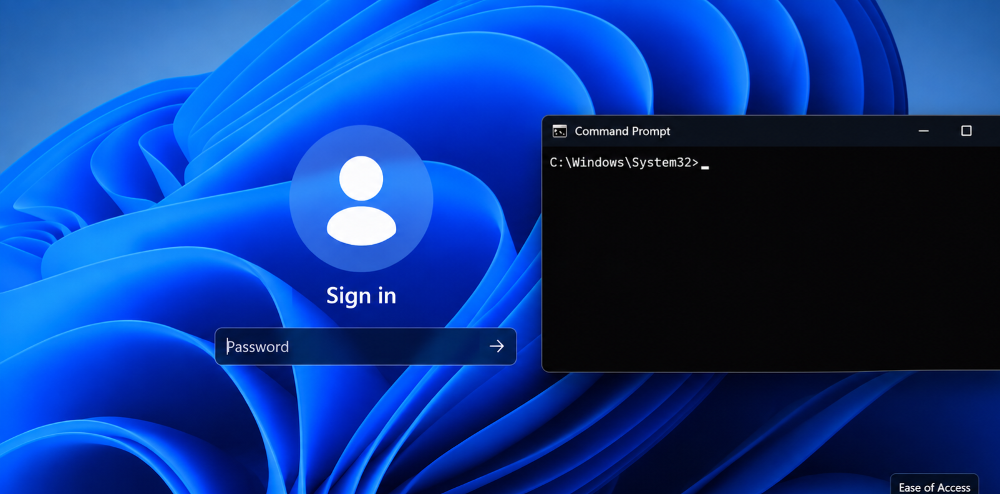 Sign in
Password
Command Prompt
C:\Windows\System32>
Ease of Access